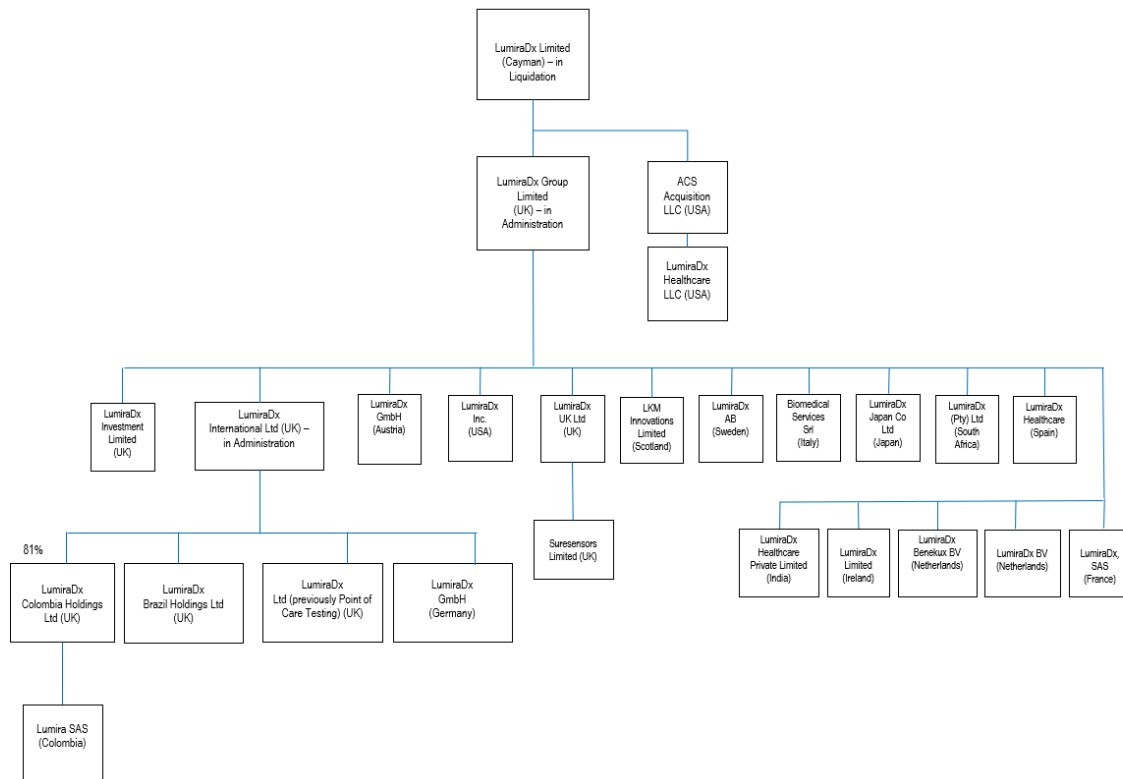 LumiraDx Limited
(Cayman) – in
Liquidation
LumiraDx Group
Limited
(UK) – in
Administration
ACS
Acquisition
LLC (USA)
LumiraDx
Healthcare
LLC (USA)
LumiraDx
Investment
Limited
(UK)
LumiraDx
International Ltd (UK) –
in Administration
LumiraDx
GmbH
(Austria)
LumiraDx
Inc.
(USA)
LumiraDx
UK Ltd
(UK)
LKM
Innovations
Limited
(Scotland)
LumiraDx
AB
(Sweden)
Biomedical
Services
Srl
(Italy)
LumiraDx
Japan Co
Ltd
(Japan)
LumiraDx
(Pty) Ltd
(South
Africa)
LumiraDx
Healthcare
(Spain)
Suresensors
Limited (UK)
LumiraDx
Healthcare
Private Limited
(India)
LumiraDx
Limited
(Ireland)
LumiraDx
Benekux BV
(Netherlands)
LumiraDx BV
(Netherlands)
LumiraDx,
SAS
(France)
81%
LumiraDx
Colombia Holdings
Ltd (UK)
LumiraDx
Brazil Holdings Ltd
(UK)
LumiraDx
Ltd (previously Point of
Care Testing) (UK)
LumiraDx
GmbH
(Germany)
Lumira SAS
(Colombia)